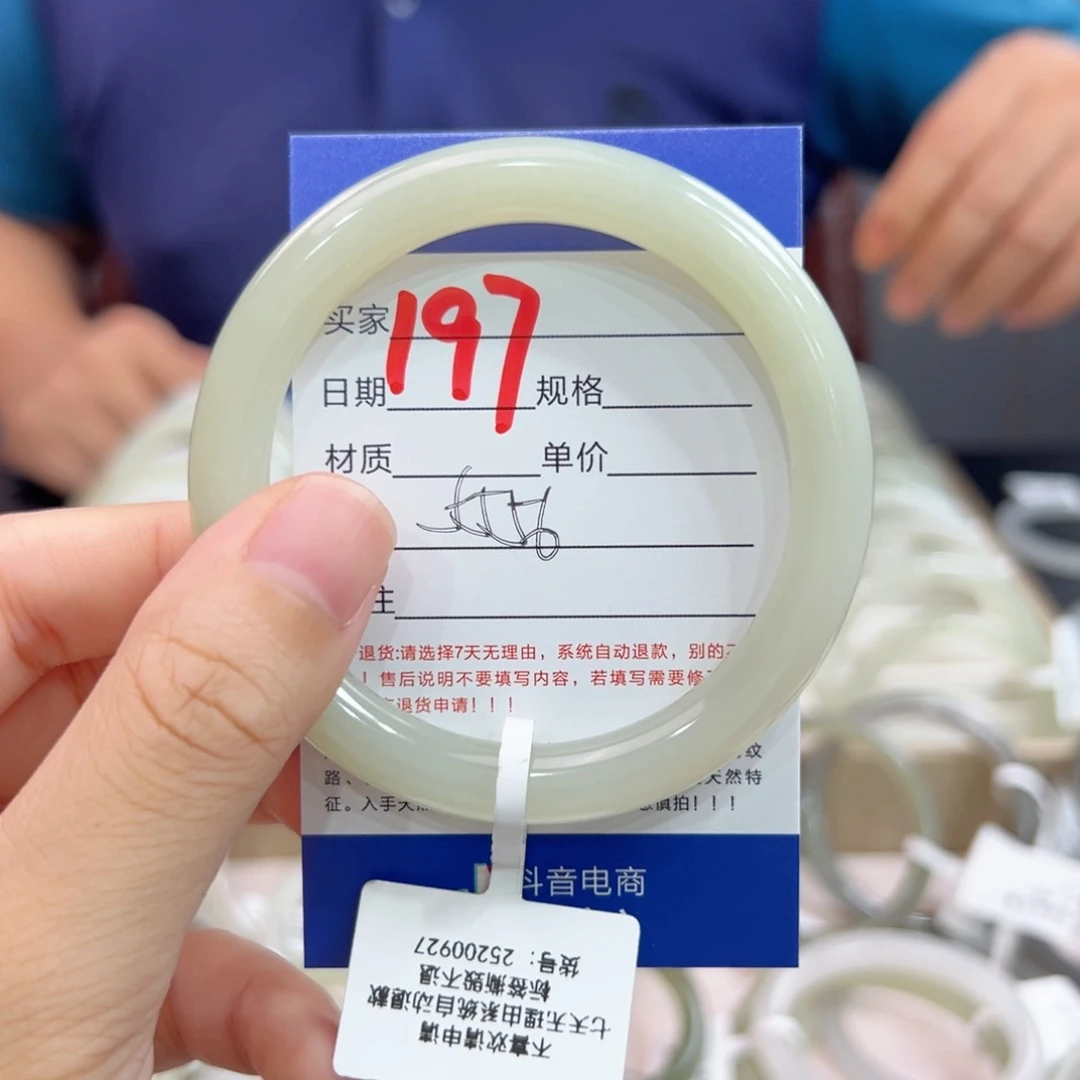 买家 197
日期 规格
材质 单价
注
退货:请选择7天无理由，系统自动退款，别的
！售后说明不要填写内容，若填写需要修
退货申请！！！
纹
路、 天然特
征。入手天然 慎拍！！！
抖音电商
不喜欢请申请
七天无理由系统自动退款
标签撕毁不退
货号：25200927